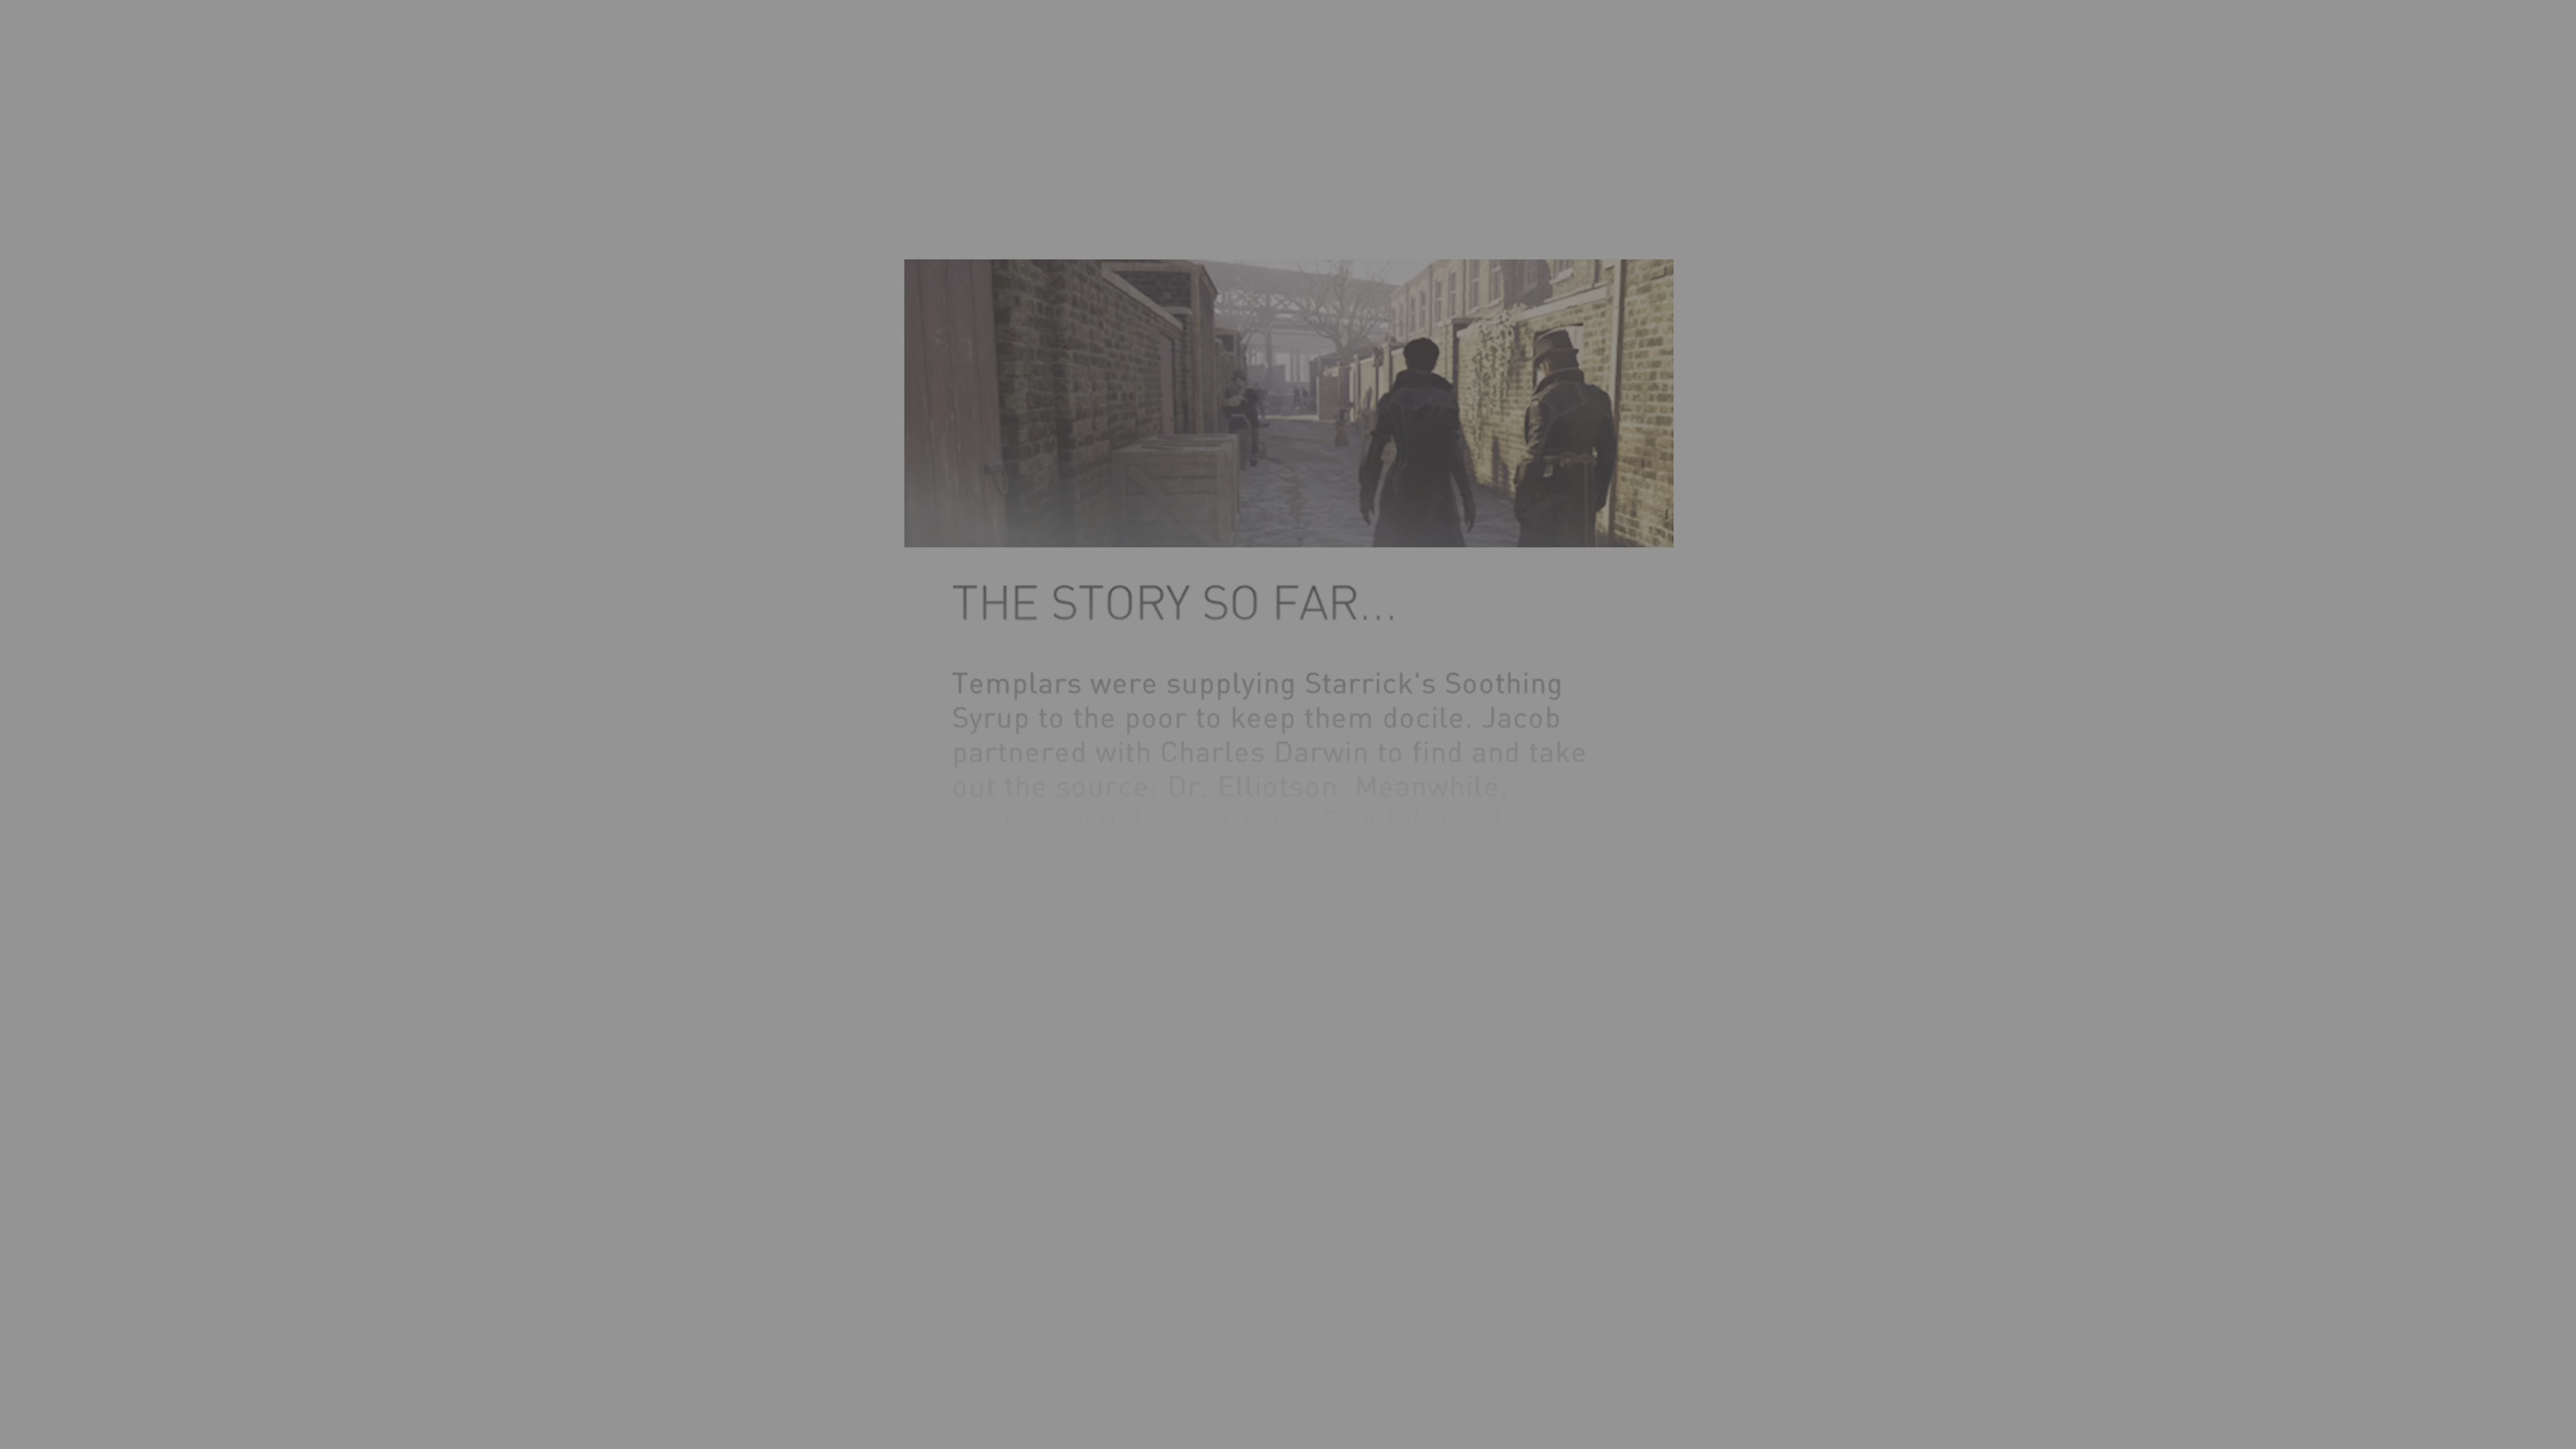 THE STORY SO FAR...
Templars were supplying Starrick's Soothing
Syrup to the poor to keep them docile. Jacob
partnered with Charles Darwin to find and take
out the source: Dr. Elliotson. Meanwhile,